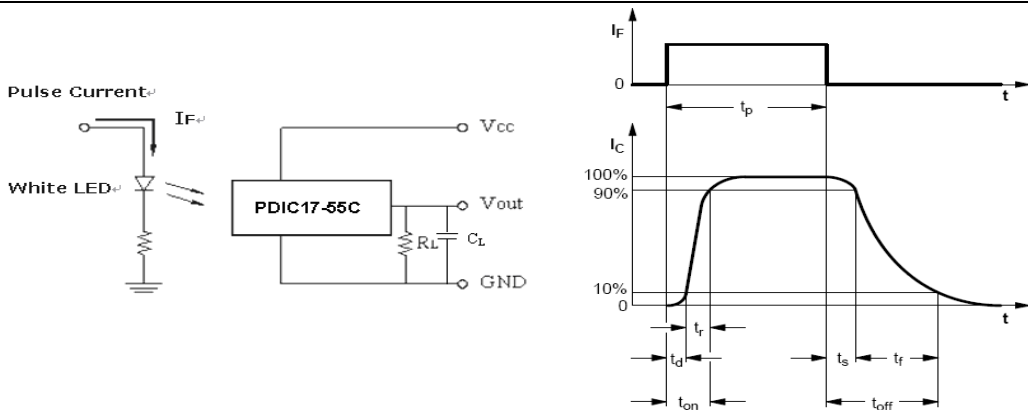 Pulse Current↵
IF↵
White LED↵
PDIC17-55C
Vcc
Vout
RL
CL
GND
IF
0
t
tp
IC
100%
90%
10%
0
t
tr
td
ts
tf
ton
toff